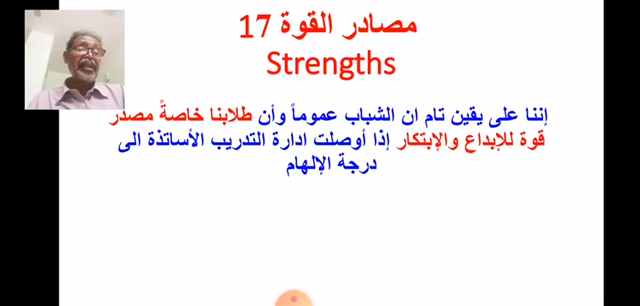 مصادر القوة 17
Strengths
إننا على يقين تام ان الشباب عموماً وأن طلابنا خاصةً مصدر
قوة للإبداع والإبتكار إذا أوصلت ادارة التدريب الأساتذة الى
درجة الإلهام